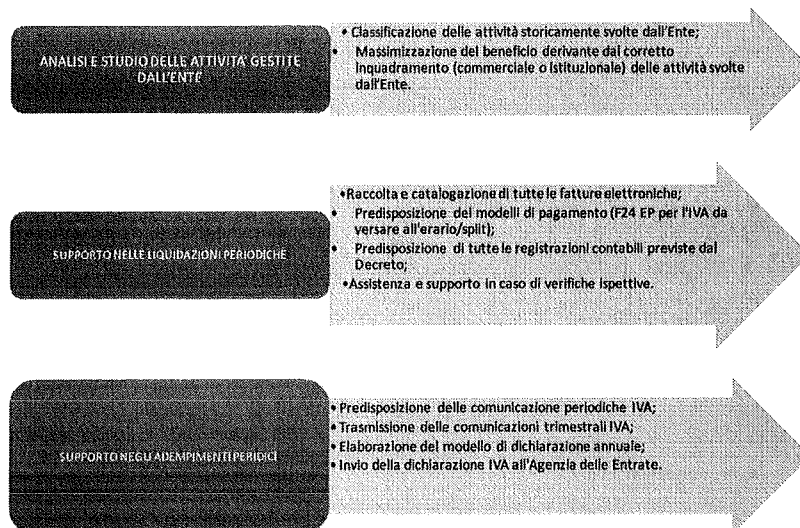 ANALISI E STUDIO DELLE ATTIVITA' GESTITE
DALL'ENTE
• Classificazione delle attività storicamente svolte dall'Ente;
• Massimizzazione del beneficio derivante dal corretto
inquadramento (commerciale o istituzionale) delle attività svolte
dall'Ente.
SUPPORTO NELLE LIQUIDAZIONI PERIODICHE
•Raccolta e catalogazione di tutte le fatture elettroniche;
• Predisposizione dei modelli di pagamento (F24 EP per l'IVA da
versare all'erario/split);
• Predisposizione di tutte le registrazioni contabili previste dal
Decreto;
•Assistenza e supporto in caso di verifiche ispettive.
SUPPORTO NEGLI ADEMPIMENTI PERIDICI
• Predisposizione delle comunicazione periodiche IVA;
• Trasmissione delle comunicazioni trimestrali IVA;
• Elaborazione del modello di dichiarazione annuale;
• Invio della dichiarazione IVA all'Agenzia delle Entrate.